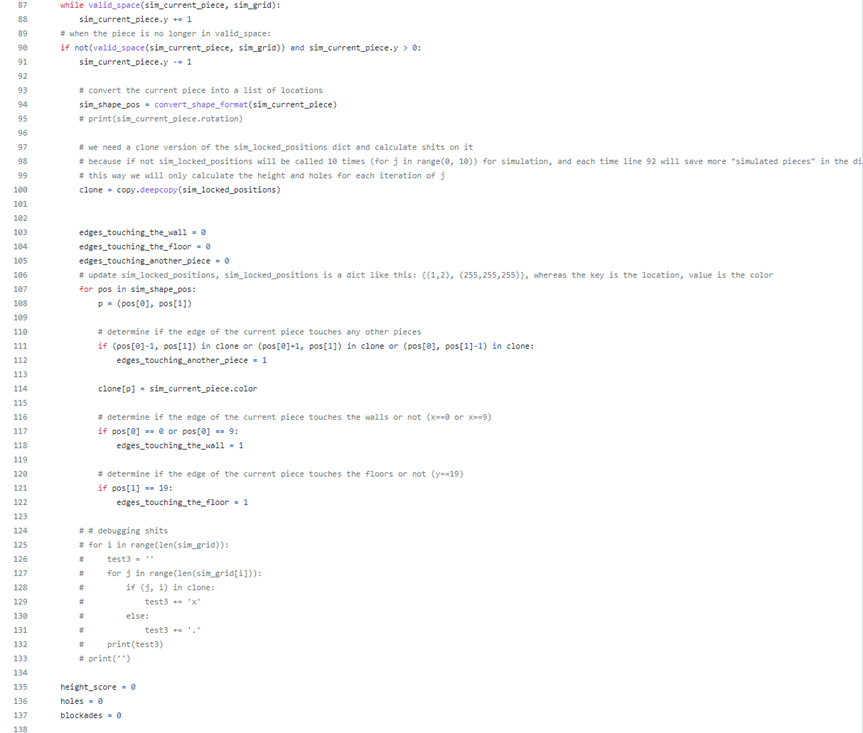 87 while valid_space(sim_current_piece, sim_grid):
88 sim_current_piece.y += 1
89 # when the piece is no longer in valid_space:
90 if not(valid_space(sim_current_piece, sim_grid)) and sim_current_piece.y > 0:
91 sim_current_piece.y -= 1
92
93 # convert the current piece into a list of locations
94 sim_shape_pos = convert_shape_format(sim_current_piece)
95 # print(sim_current_piece.rotation)
96
97 # we need a clone version of the sim_locked_positions dict and calculate shits on it
98 # because if not sim_locked_positions will be called 10 times (for j in range(0, 10)) for simulation, and each time line 92 will save more "simulated pieces" in the di
99 # this way we will only calculate the height and holes for each iteration of j
100 clone = copy.deepcopy(sim_locked_positions)
101
102
103 edges_touching_the_wall = 0
104 edges_touching_the_floor = 0
105 edges_touching_another_piece = 0
106 # update sim_locked_positions, sim_locked_positions is a dict like this: {(1,2), (255,255,255)}, whereas the key is the location, value is the color
107 for pos in sim_shape_pos:
108 p = (pos[0], pos[1])
109
110 # determine if the edge of the current piece touches any other pieces
111 if (pos[0]-1, pos[1]) in clone or (pos[0]+1, pos[1]) in clone or (pos[0], pos[1]-1) in clone:
112 edges_touching_another_piece = 1
113
114 clone[p] = sim_current_piece.color
115
116 # determine if the edge of the current piece touches the walls or not (x==0 or x==9)
117 if pos[0] == 0 or pos[0] == 9:
118 edges_touching_the_wall = 1
119
120 # determine if the edge of the current piece touches the floors or not (y==19)
121 if pos[1] == 19:
122 edges_touching_the_floor = 1
123
124 # # debugging shits
125 # for i in range(len(sim_grid)):
126 # test3 = ''
127 # for j in range(len(sim_grid[i])):
128 # if (j, i) in clone:
129 # test3 += 'x'
130 # else:
131 # test3 += '.'
132 # print(test3)
133 # print('')
134
135 height_score = 0
136 holes = 0
137 blockades = 0
138